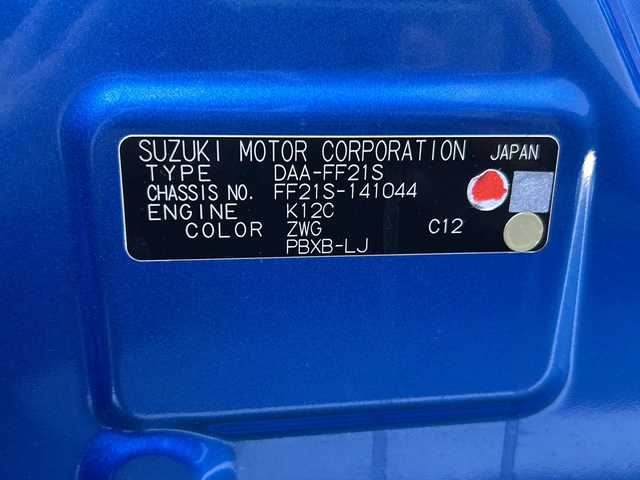 SUZUKI MOTOR CORPORATION JAPAN
TYPE DAA-FF21S
CHASSIS NO. FF21S-141044
ENGINE K12C
COLOR ZWG C12
PBXB-LJ